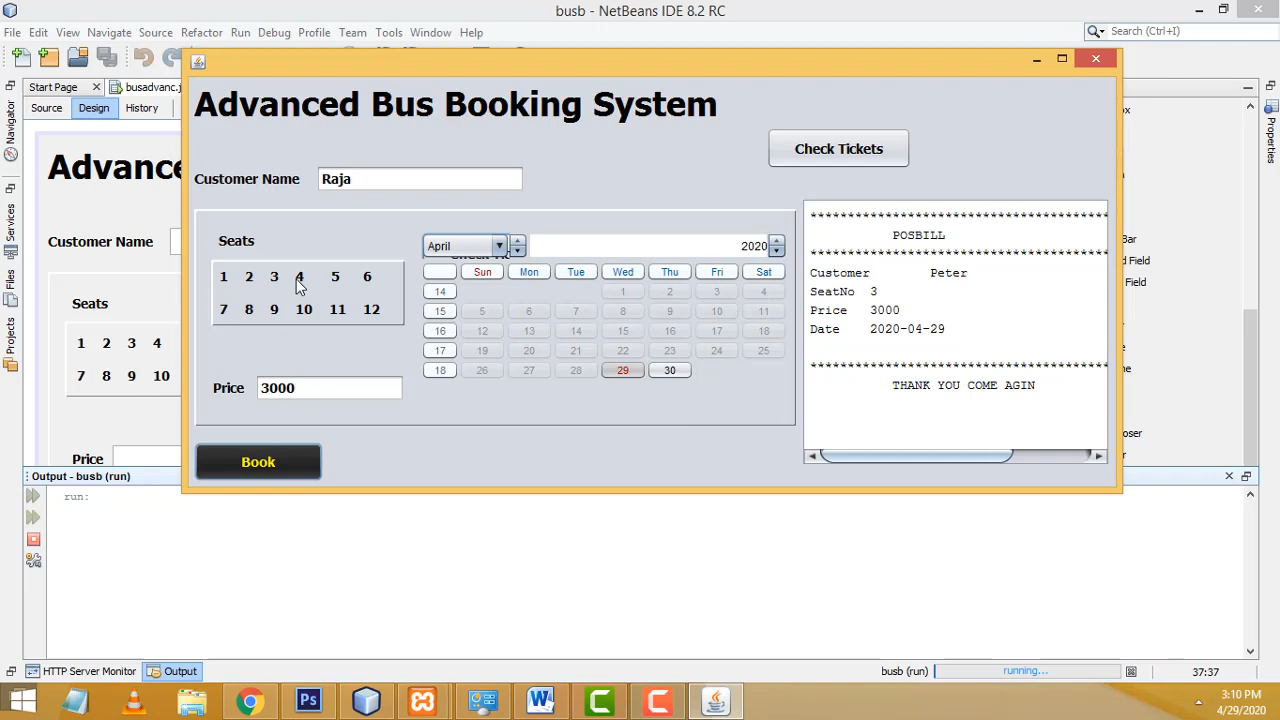 busb - NetBeans IDE 8.2 RC
File Edit View Navigate Source Refactor Run Debug Profile Team Tools Window Help
Search (Ctrl+I)
Start Page
busadvanc.j
Source Design History
Navigator
Services
Files
Projects
Properties
Advance
Customer Name
Seats
1 2 3 4
7 8 9 10
Price
Advanced Bus Booking System
Check Tickets
Customer Name Raja
Seats
1 2 3 4 5 6
7 8 9 10 11 12
Price 3000
Book
April 2020
Sun Mon Tue Wed Thu Fri Sat
14 1 2 3 4
15 5 6 7 8 9 10 11
16 12 13 14 15 16 17 18
17 19 20 21 22 23 24 25
18 26 27 28 29 30
*****************************************
POSBILL
*****************************************
Customer Peter
SeatNo 3
Price 3000
Date 2020-04-29
*****************************************
THANK YOU COME AGIN
Output - busb (run)
run:
HTTP Server Monitor
Output
busb (run)
running...
37:37
3:10 PM
4/29/2020